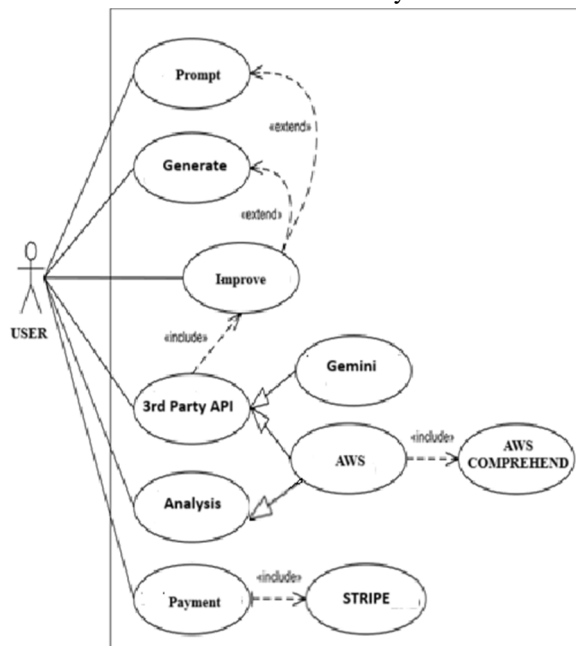 Prompt
«extend»
Generate
«extend»
Improve
USER
«include»
Gemini
3rd Party API
«include»
AWS
AWS
COMPREHEND
Analysis
«include»
Payment
STRIPE